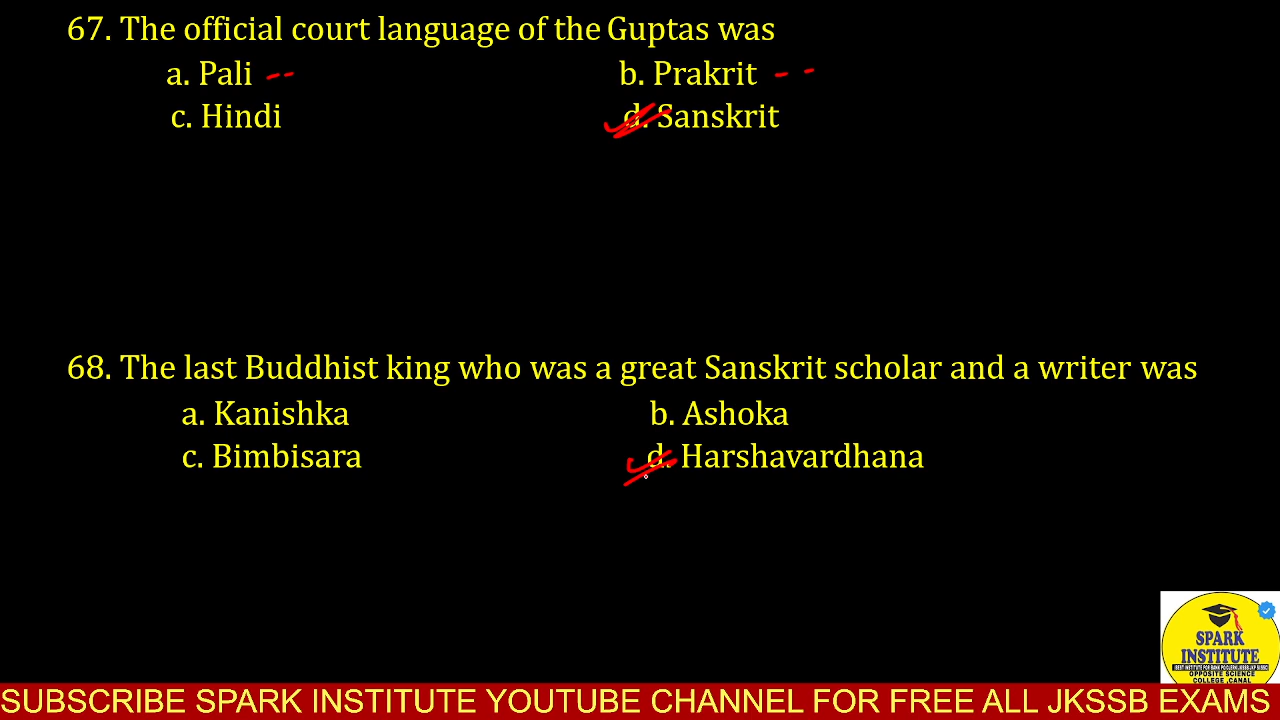 67. The official court language of the Guptas was
a. Pali b. Prakrit
c. Hindi d. Sanskrit
68. The last Buddhist king who was a great Sanskrit scholar and a writer was
a. Kanishka b. Ashoka
c. Bimbisara d. Harshavardhana
SPARK
INSTITUTE
OPPOSITE SCIENCE
COLLEGE ,CANAL
SUBSCRIBE SPARK INSTITUTE YOUTUBE CHANNEL FOR FREE ALL JKSSB EXAMS